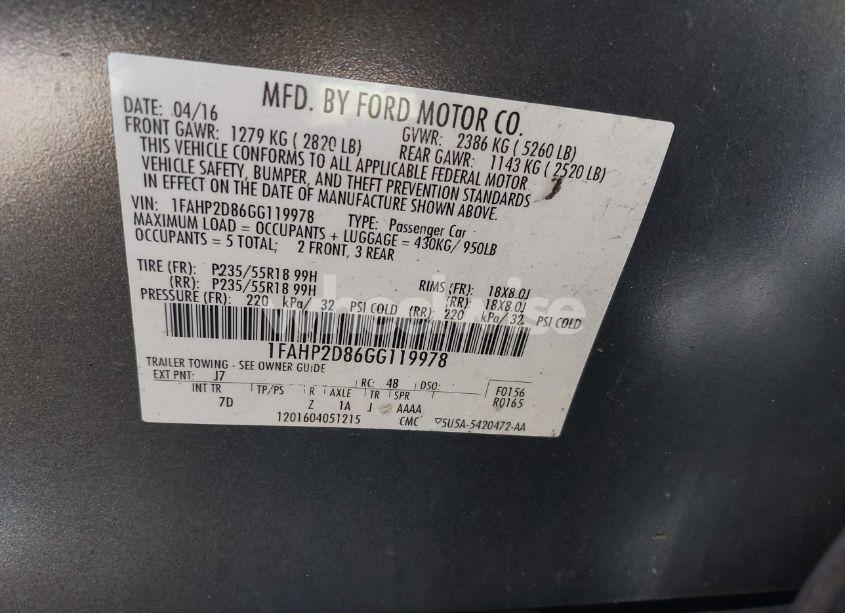 MFD. BY FORD MOTOR CO.
DATE: 04/16 GVWR: 2386 KG ( 5260 LB)
FRONT GAWR: 1279 KG ( 2820 LB) REAR GAWR: 1143 KG ( 2520 LB)
THIS VEHICLE CONFORMS TO ALL APPLICABLE FEDERAL MOTOR
VEHICLE SAFETY, BUMPER, AND THEFT PREVENTION STANDARDS
IN EFFECT ON THE DATE OF MANUFACTURE SHOWN ABOVE.
VIN: 1FAHP2D86GG119978 TYPE: Passenger Car
MAXIMUM LOAD = OCCUPANTS + LUGGAGE = 430KG/ 950LB
OCCUPANTS = 5 TOTAL; 2 FRONT, 3 REAR
TIRE (FR): P235/55R18 99H RIMS (FR): 18X8.0J
(RR): P235/55R18 99H (RR): 18X8.0J
PRESSURE (FR): 220 kPa/ 32 PSI COLD (RR): 220 kPa/ 32 PSI COLD
wheelwise
1FAHP2D86GG119978
TRAILER TOWING - SEE OWNER GUIDE
EXT PNT: J7 RC: 48 DSO: F0156
INT TR TP/PS R AXLE TR SPR R0165
7D Z 1A J AAAA
1201604051215 CMC ▽5U5A-5420472-AA